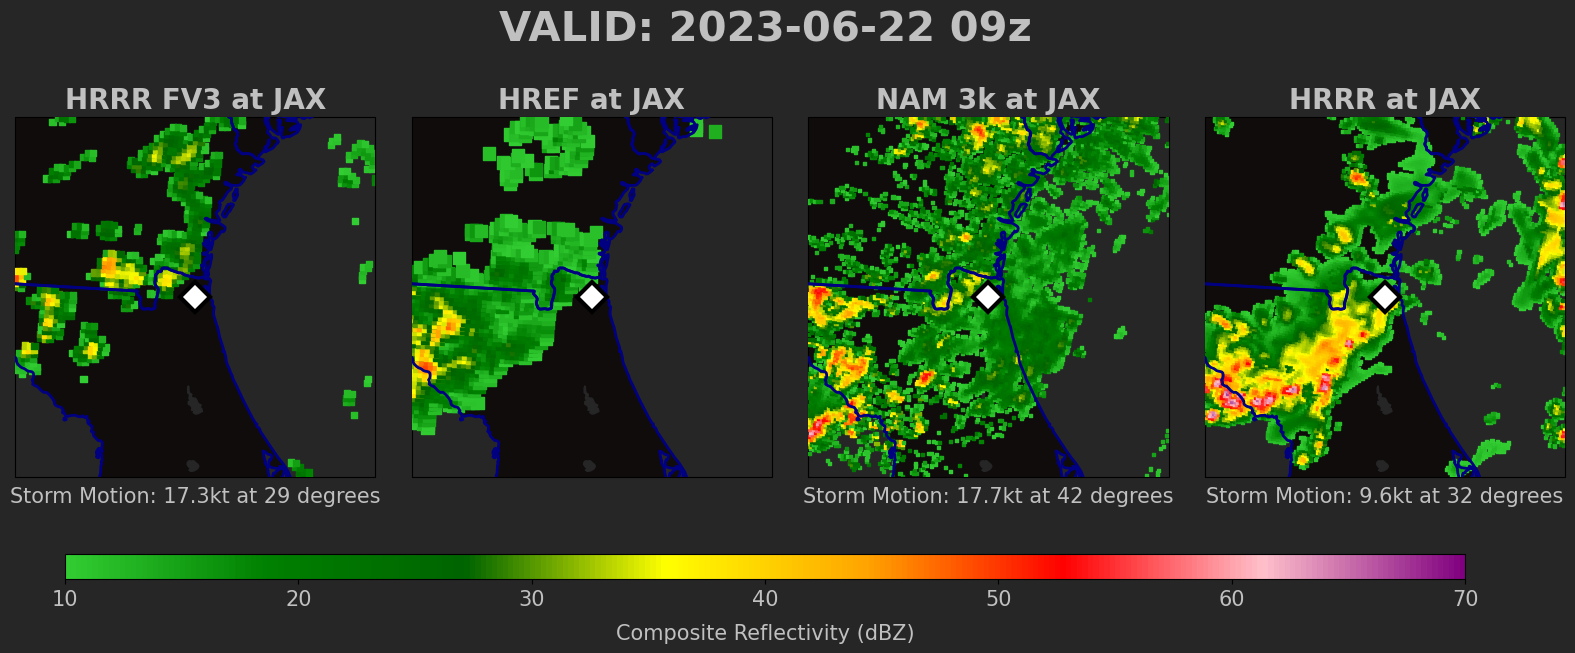 VALID: 2023-06-22 09z
HRRR FV3 at JAX
HREF at JAX
NAM 3k at JAX
HRRR at JAX
Storm Motion: 17.3kt at 29 degrees
Storm Motion: 17.7kt at 42 degrees
Storm Motion: 9.6kt at 32 degrees
10 20 30 40 50 60 70
Composite Reflectivity (dBZ)